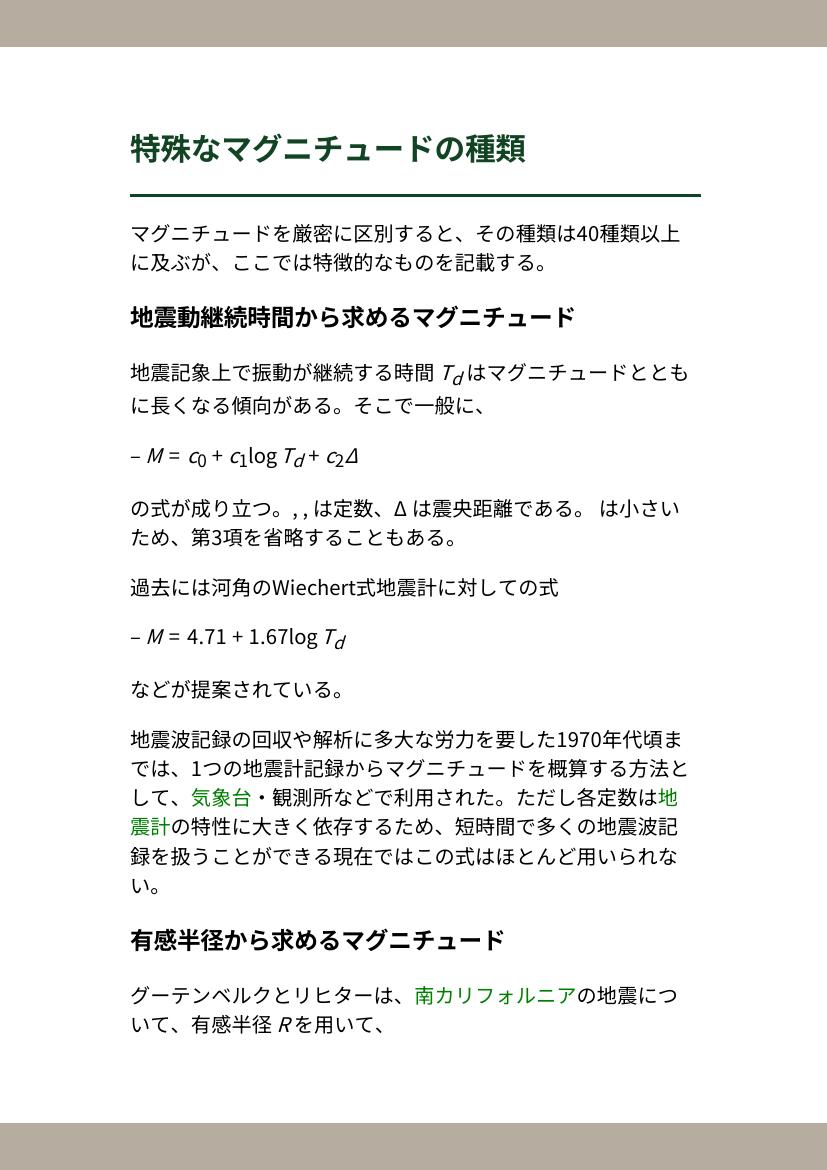 特殊なマグニチュードの種類
マグニチュードを厳密に区別すると、その種類は40種類以上
に及ぶが、ここでは特徴的なものを記載する。
地震動継続時間から求めるマグニチュード
地震記象上で振動が継続する時間 Tdはマグニチュードととも
に長くなる傾向がある。そこで一般に、
– M = c0 + c1log Td + c2Δ
の式が成り立つ。, , は定数、Δ は震央距離である。 は小さい
ため、第3項を省略することもある。
過去には河角のWiechert式地震計に対しての式
– M = 4.71 + 1.67log Td
などが提案されている。
地震波記録の回収や解析に多大な労力を要した1970年代頃ま
では、1つの地震計記録からマグニチュードを概算する方法と
して、気象台・観測所などで利用された。ただし各定数は地
震計の特性に大きく依存するため、短時間で多くの地震波記
録を扱うことができる現在ではこの式はほとんど用いられな
い。
有感半径から求めるマグニチュード
グーテンベルクとリヒターは、南カリフォルニアの地震につ
いて、有感半径 Rを用いて、